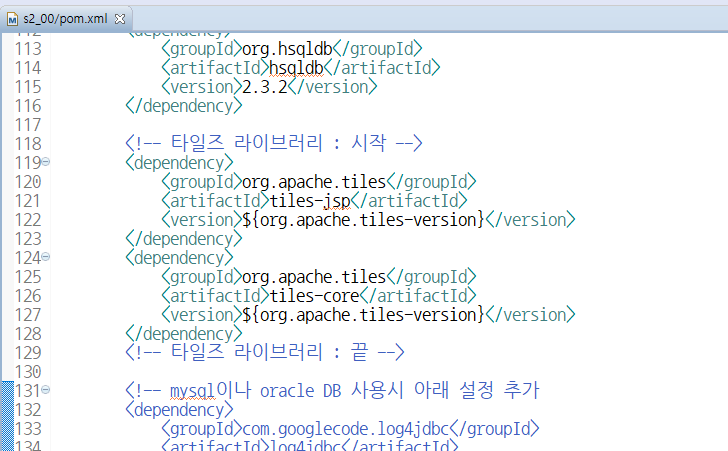 s2_00/pom.xml
112 <dependency>
113 <groupId>org.hsqldb</groupId>
114 <artifactId>hsqldb</artifactId>
115 <version>2.3.2</version>
116 </dependency>
117
118 <!-- 타일즈 라이브러리 : 시작 -->
119 <dependency>
120 <groupId>org.apache.tiles</groupId>
121 <artifactId>tiles-jsp</artifactId>
122 <version>${org.apache.tiles-version}</version>
123 </dependency>
124 <dependency>
125 <groupId>org.apache.tiles</groupId>
126 <artifactId>tiles-core</artifactId>
127 <version>${org.apache.tiles-version}</version>
128 </dependency>
129 <!-- 타일즈 라이브러리 : 끝 -->
130
131 <!-- mysql이나 oracle DB 사용시 아래 설정 추가
132 <dependency>
133 <groupId>com.googlecode.log4jdbc</groupId>
134 <artifactId>log4jdbc</artifactId>